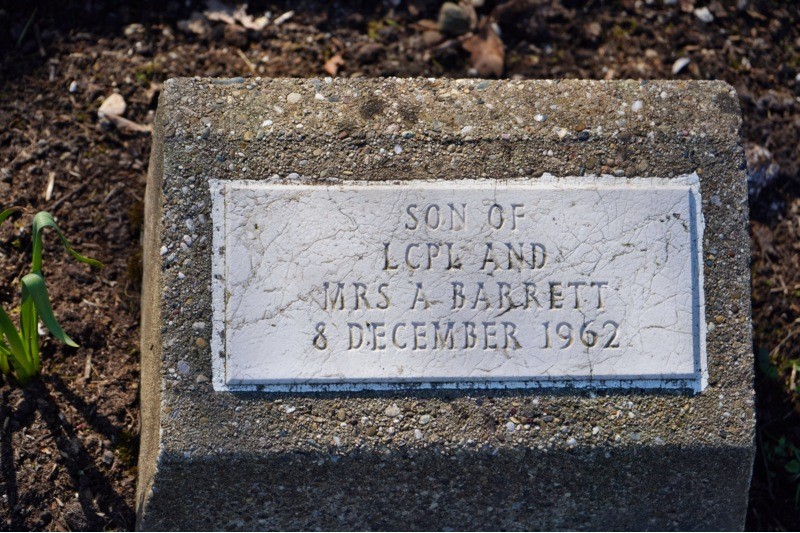 SON OF
LCPL AND
MRS A BARRETT
8 DECEMBER 1962